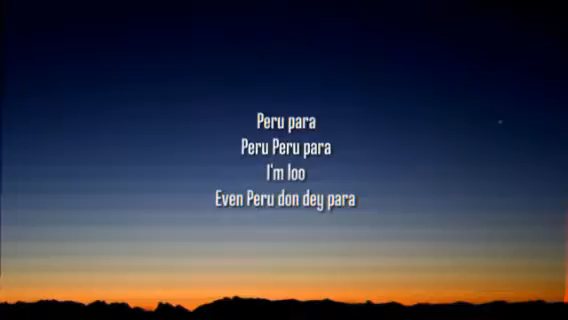 Peru para
Peru Peru para
I'm loo
Even Peru don dey para